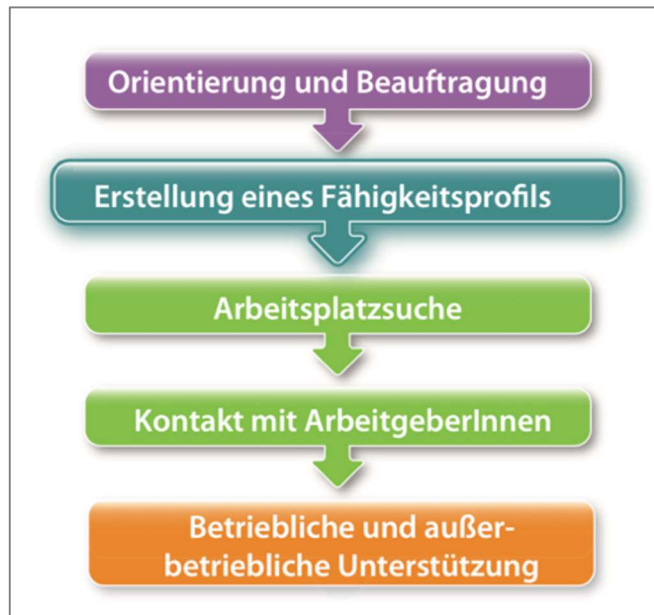 Orientierung und Beauftragung
Erstellung eines Fähigkeitsprofils
Arbeitsplatzsuche
Kontakt mit ArbeitgeberInnen
Betriebliche und außer-
betriebliche Unterstützung